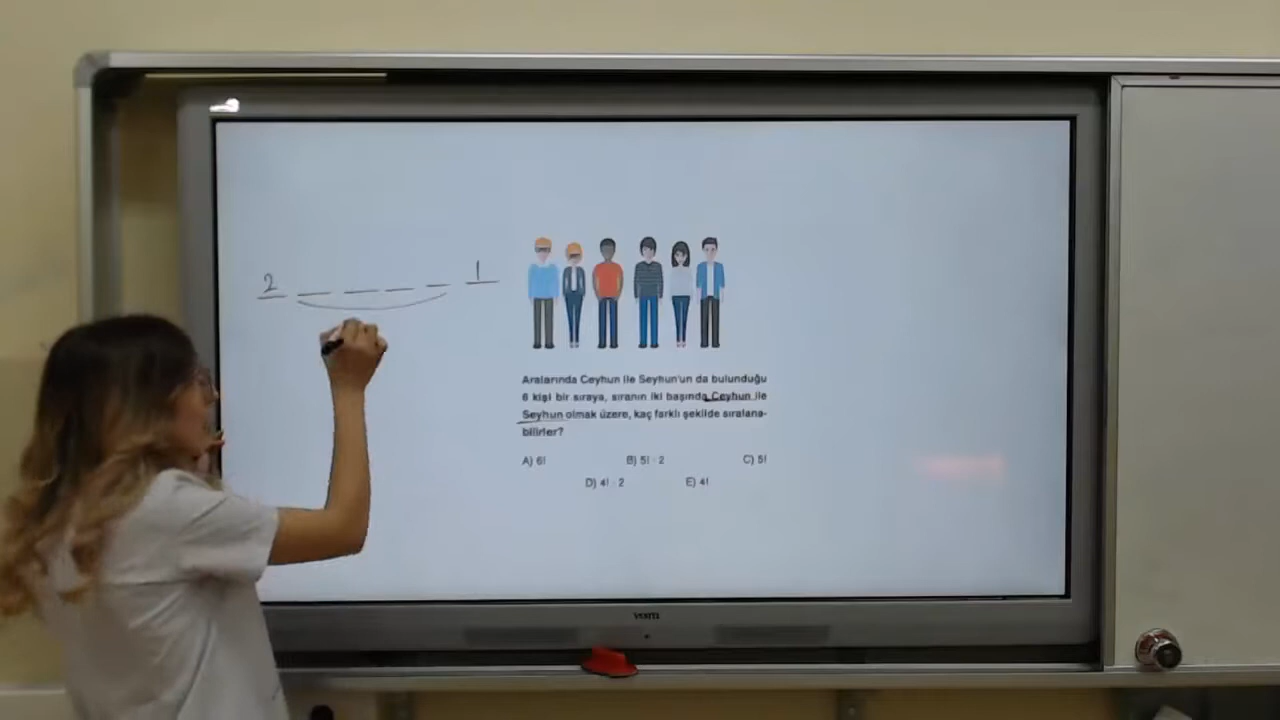 2 _ _ _ _ 1
Aralarında Ceyhun ile Seyhun'un da bulunduğu
6 kişi bir sıraya, sıranın iki başında Ceyhun ile
Seyhun olmak üzere, kaç farklı şekilde sıralana-
bilirler?
A) 6! B) 5! · 2 C) 5!
D) 4! · 2 E) 4!
VESTEL